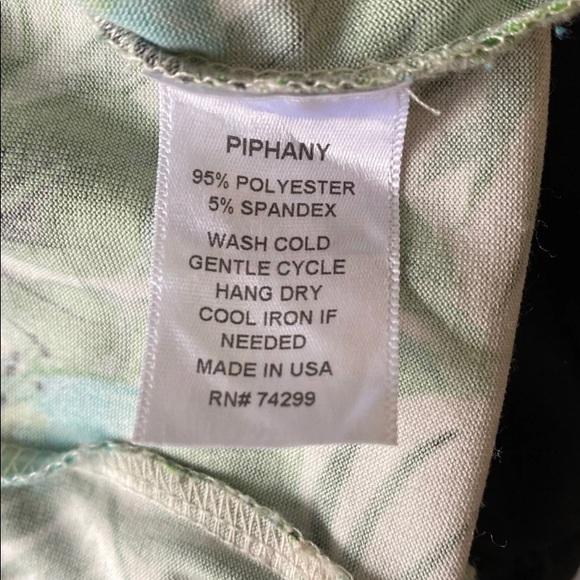 PIPHANY
95% POLYESTER
5% SPANDEX
WASH COLD
GENTLE CYCLE
HANG DRY
COOL IRON IF
NEEDED
MADE IN USA
RN# 74299